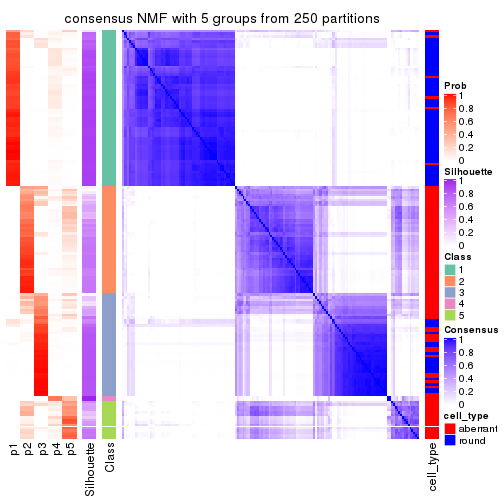 consensus NMF with 5 groups from 250 partitions
Prob
1
0.8
0.6
0.4
0.2
0
Silhouette
1
0.8
0.6
0.4
0.2
0
Class
1
2
3
4
5
Consensus
1
0.8
0.6
0.4
0.2
0
cell_type
aberrant
round
p1
p2
p3
p4
p5
Silhouette
Class
cell_type